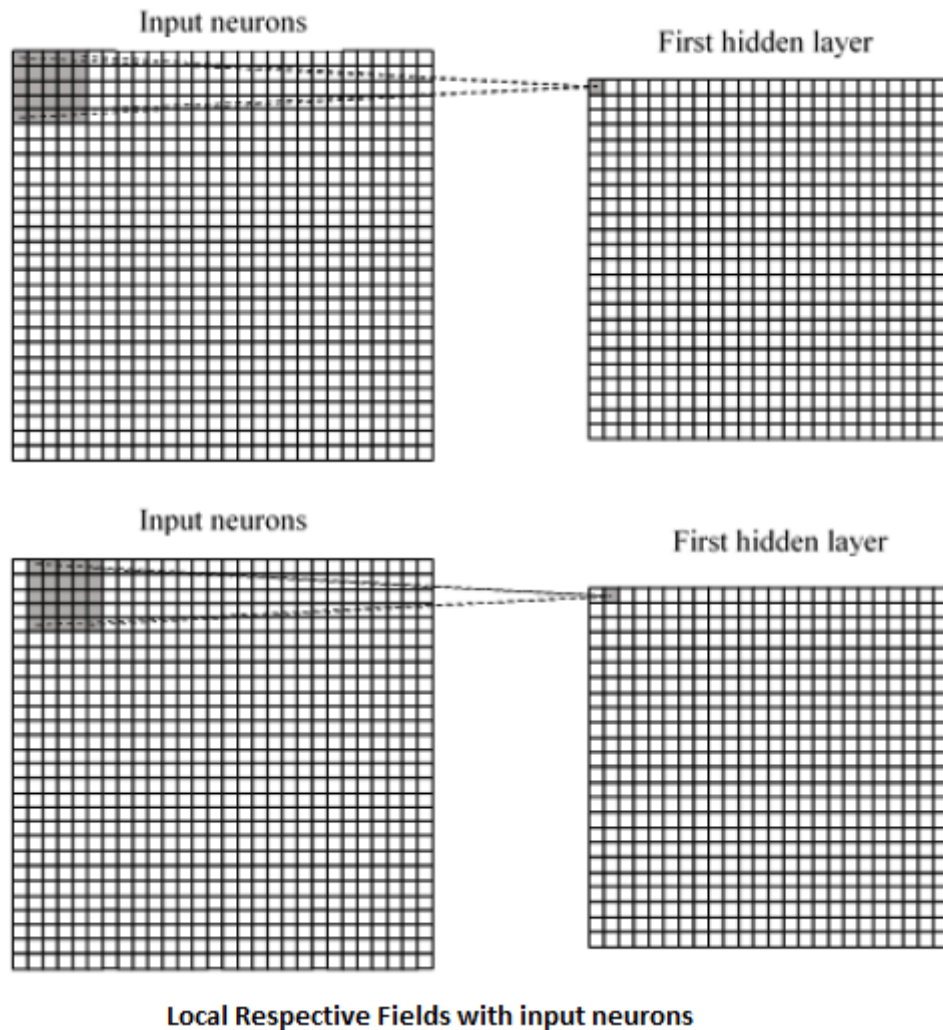 Input neurons
First hidden layer
Input neurons
First hidden layer
Local Respective Fields with input neurons